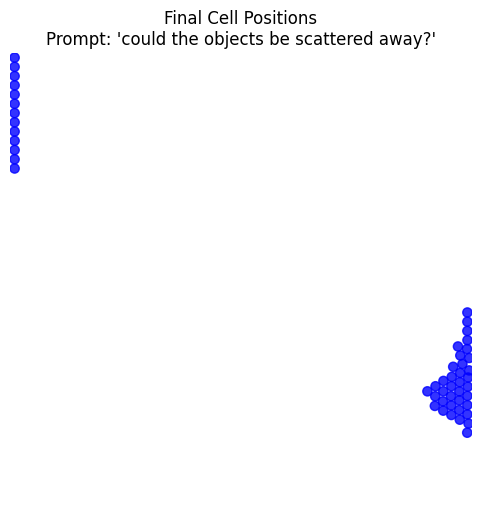 Final Cell Positions
Prompt: 'could the objects be scattered away?'